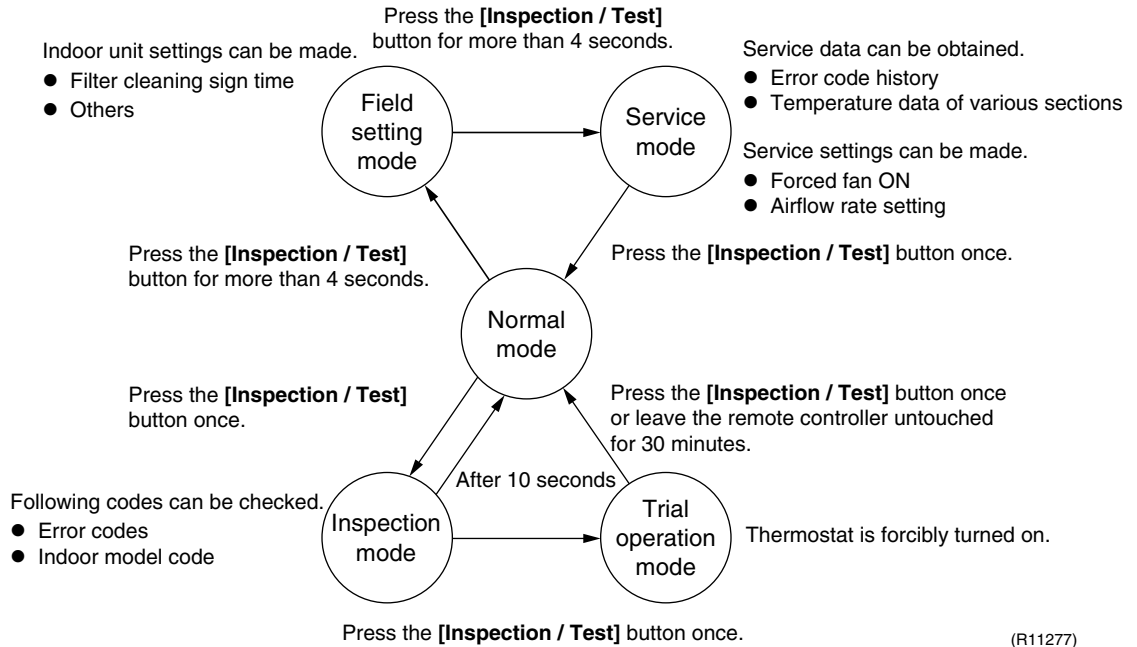 Press the [Inspection / Test]
button for more than 4 seconds.
Indoor unit settings can be made.
● Filter cleaning sign time
● Others
Field
setting
mode
Service
mode
Service data can be obtained.
● Error code history
● Temperature data of various sections
Service settings can be made.
● Forced fan ON
● Airflow rate setting
Press the [Inspection / Test]
button for more than 4 seconds.
Press the [Inspection / Test] button once.
Normal
mode
Press the [Inspection / Test]
button once.
Press the [Inspection / Test] button once
or leave the remote controller untouched
for 30 minutes.
After 10 seconds
Following codes can be checked.
● Error codes
● Indoor model code
Inspection
mode
Trial
operation
mode
Thermostat is forcibly turned on.
Press the [Inspection / Test] button once.
(R11277)